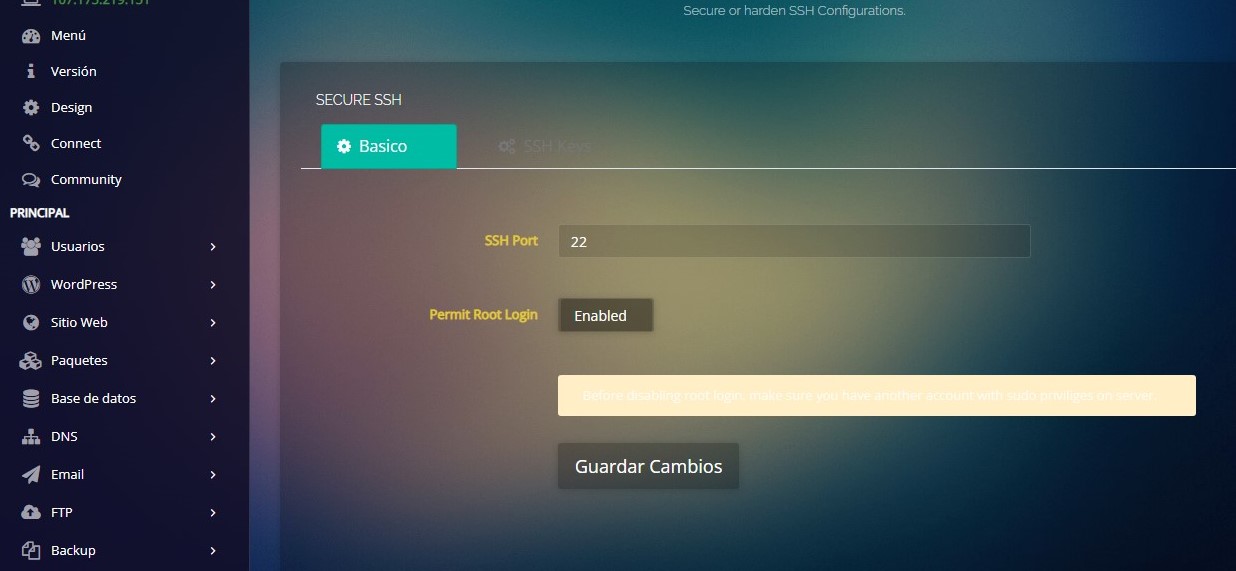 Secure or harden SSH Configurations.
Menú
Versión
Design
Connect
Community
PRINCIPAL
Usuarios
WordPress
Sitio Web
Paquetes
Base de datos
DNS
Email
FTP
Backup
SECURE SSH
Basico
SSH Keys
SSH Port
22
Permit Root Login
Enabled
Before disabling root login, make sure you have another account with sudo priviliges on server.
Guardar Cambios